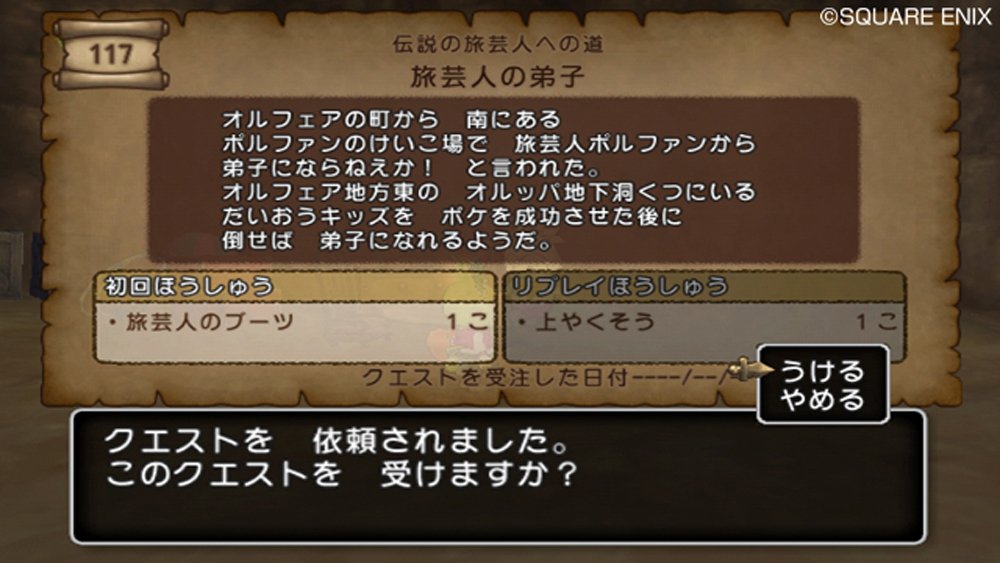 ©SQUARE ENIX
117
伝説の旅芸人への道
旅芸人の弟子
オルフェアの町から　南にある
ポルファンのけいこ場で　旅芸人ポルファンから
弟子にならねえか！　と言われた。
オルフェア地方東の　オルッパ地下洞くつにいる
だいおうキッズを　ボケを成功させた後に
倒せば　弟子になれるようだ。
初回ほうしゅう
・旅芸人のブーツ　1こ
リプレイほうしゅう
・上やくそう　1こ
クエストを受注した日付----/--/
うける
やめる
クエストを　依頼されました。
このクエストを　受けますか？